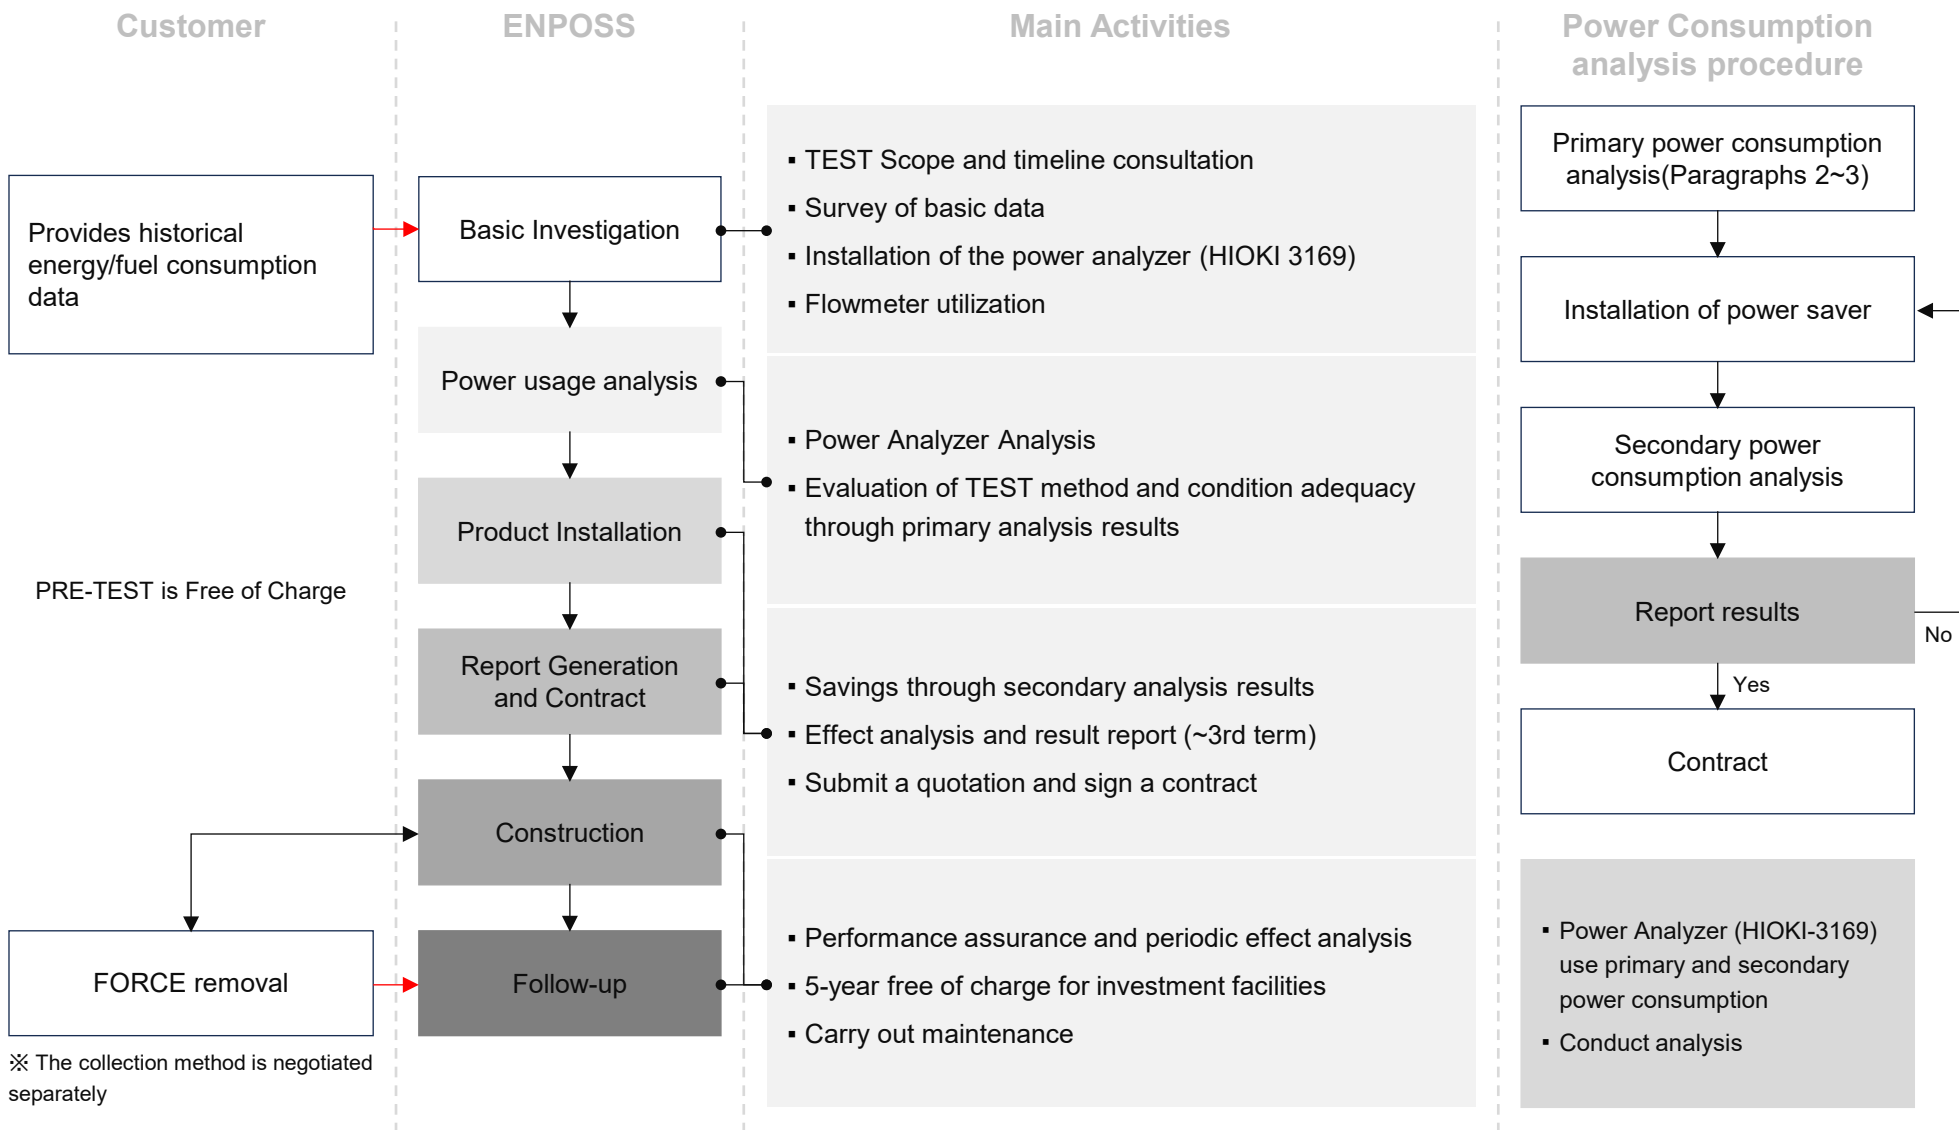 Customer
ENPOSS
Main Activities
Power Consumption
analysis procedure
Provides historical
energy/fuel consumption
data
PRE-TEST is Free of Charge
FORCE removal
※ The collection method is negotiated
separately
Basic Investigation
Power usage analysis
Product Installation
Report Generation
and Contract
Construction
Follow-up
▪ TEST Scope and timeline consultation
▪ Survey of basic data
▪ Installation of the power analyzer (HIOKI 3169)
▪ Flowmeter utilization
▪ Power Analyzer Analysis
▪ Evaluation of TEST method and condition adequacy
through primary analysis results
▪ Savings through secondary analysis results
▪ Effect analysis and result report (~3rd term)
▪ Submit a quotation and sign a contract
▪ Performance assurance and periodic effect analysis
▪ 5-year free of charge for investment facilities
▪ Carry out maintenance
Primary power consumption
analysis(Paragraphs 2~3)
Installation of power saver
Secondary power
consumption analysis
Report results
No
Yes
Contract
▪ Power Analyzer (HIOKI-3169)
use primary and secondary
power consumption
▪ Conduct analysis